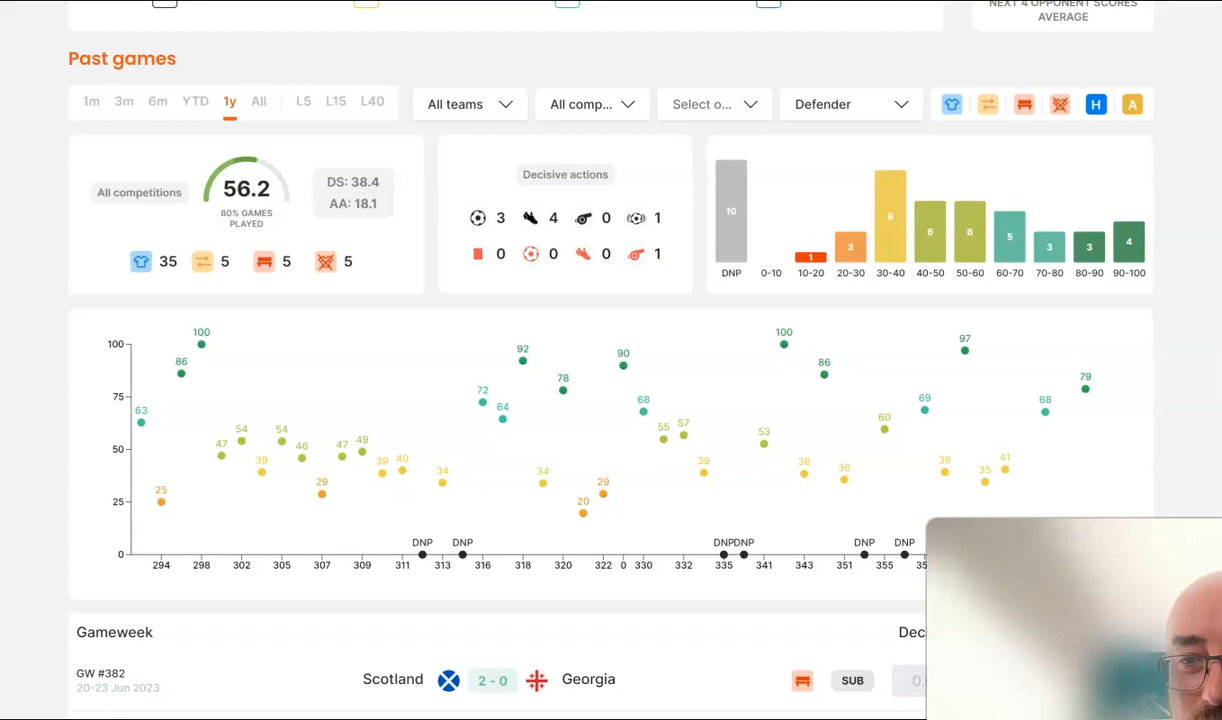 NEXT 4 OPPONENT SCORES
AVERAGE
Past games
1m 3m 6m YTD 1y All L5 L15 L40
All teams All comp... Select o... Defender H A
All competitions
56.2
80% GAMES
PLAYED
DS: 38.4
AA: 18.1
35 5 5 5
Decisive actions
3 4 0 1
0 0 0 1
10 1 3 9 6 6 5 3 3 4
DNP 0-10 10-20 20-30 30-40 40-50 50-60 60-70 70-80 80-90 90-100
100 75 50 25 0
63 25 86 100 47 54 39 54 46 29 47 49 39 40 DNP 34 DNP 72 64 92 34 78 20 29 90 68 55 57 39 DNP DNP 53 100 38 86 36 DNP 60 DNP 69 39 97 35 41 68 79
294 298 302 305 307 309 311 313 316 318 320 322 0 330 332 335 341 343 351 355
Gameweek
GW #382
20-23 Jun 2023
Scotland 2 - 0 Georgia
SUB